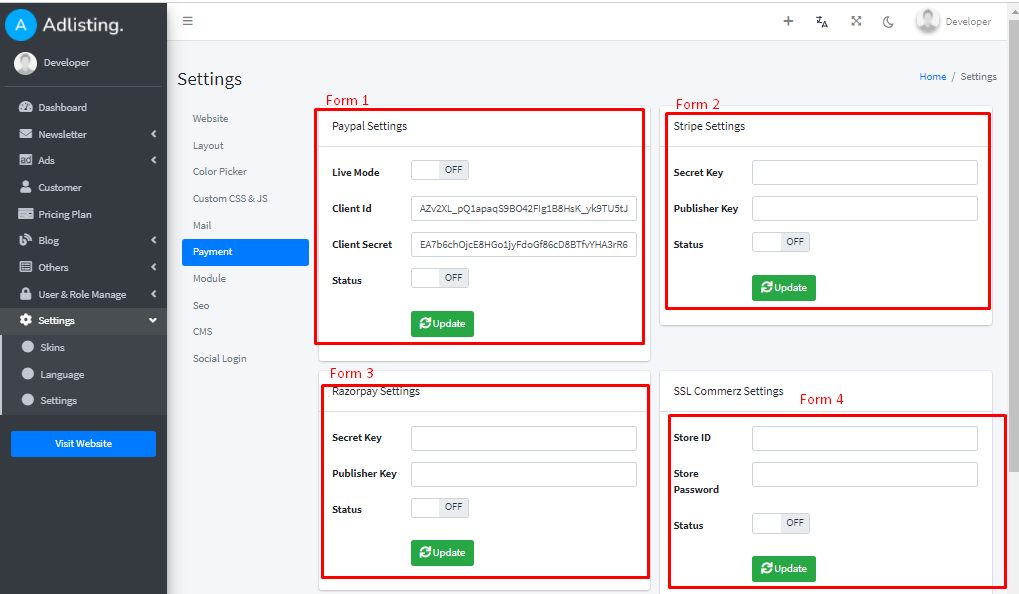 A Adlisting.
Developer
Developer
Dashboard
Newsletter
Ads
Customer
Pricing Plan
Blog
Others
User & Role Manage
Settings
Skins
Language
Settings
Visit Website
Settings
Home / Settings
Website
Layout
Color Picker
Custom CSS & JS
Mail
Payment
Module
Seo
CMS
Social Login
Form 1
Paypal Settings
Live Mode OFF
Client Id AZv2XL_pQ1apaqS9BO42FIg1B8HsK_yk9TU5tJ
Client Secret EA7b6chOjcE8HGo1jyFdoGf86cD8BTfvYHA3rR6
Status OFF
Update
Form 2
Stripe Settings
Secret Key
Publisher Key
Status OFF
Update
Form 3
Razorpay Settings
Secret Key
Publisher Key
Status OFF
Update
SSL Commerz Settings
Form 4
Store ID
Store
Password
Status OFF
Update